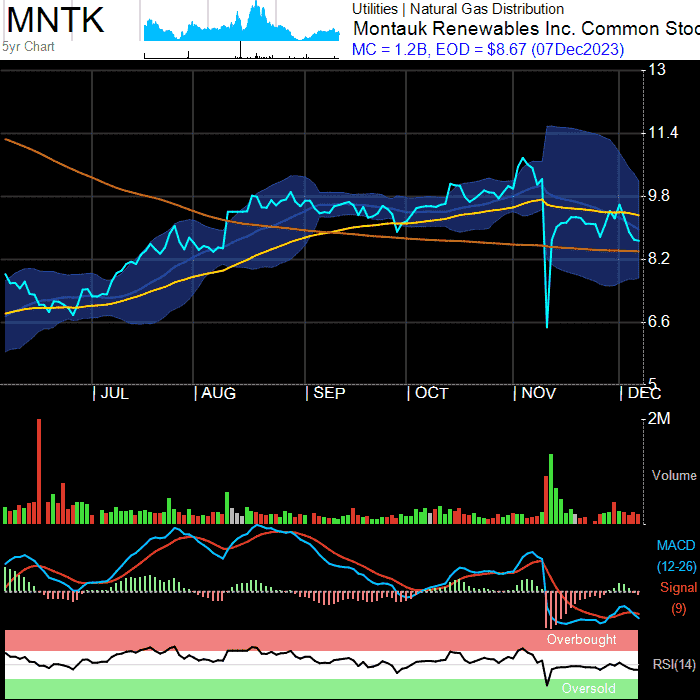 MNTK
5yr Chart
Utilities | Natural Gas Distribution
Montauk Renewables Inc. Common Stoc
MC = 1.2B, EOD = $8.67 (07Dec2023)
13
11.4
9.8
8.2
6.6
5
JUL AUG SEP OCT NOV DEC
2M
Volume
MACD
(12-26)
Signal
(9)
Overbought
RSI(14)
Oversold